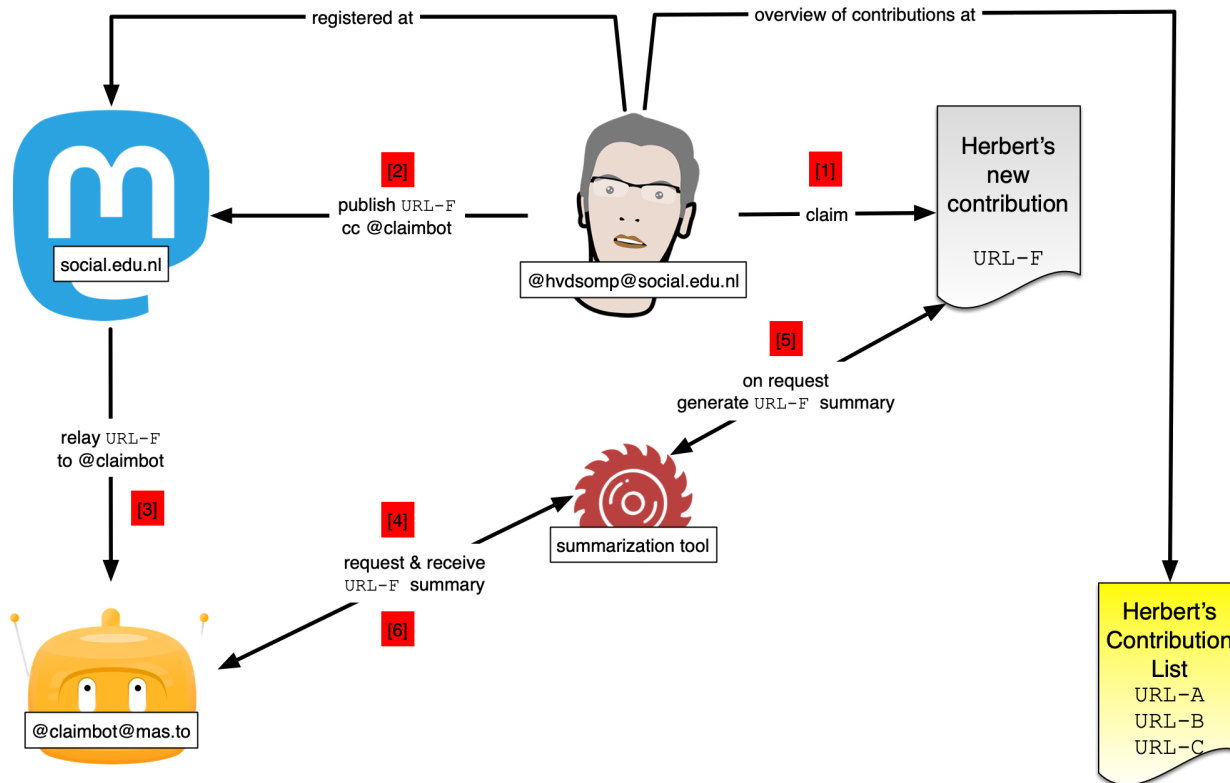 registered at
overview of contributions at
[2]
publish URL-F
cc @claimbot
[1]
claim
Herbert's
new
contribution
URL-F
social.edu.nl
@hvdsomp@social.edu.nl
[5]
on request
generate URL-F summary
relay URL-F
to @claimbot
[3]
[4]
request & receive
URL-F summary
[6]
summarization tool
@claimbot@mas.to
Herbert's
Contribution
List
URL-A
URL-B
URL-C